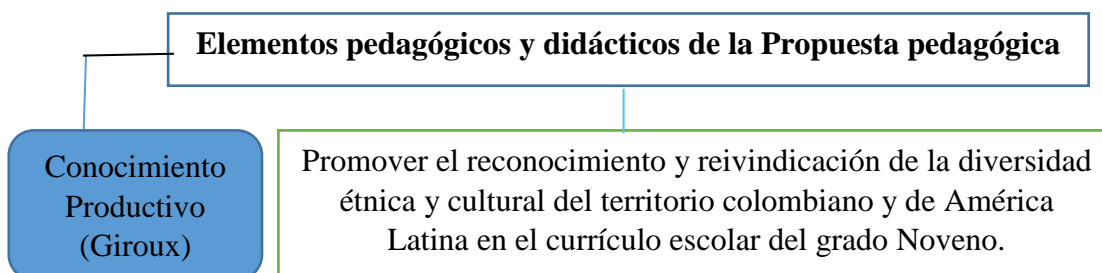 Elementos pedagógicos y didácticos de la Propuesta pedagógica
Conocimiento
Productivo
(Giroux)
Promover el reconocimiento y reivindicación de la diversidad
étnica y cultural del territorio colombiano y de América
Latina en el currículo escolar del grado Noveno.